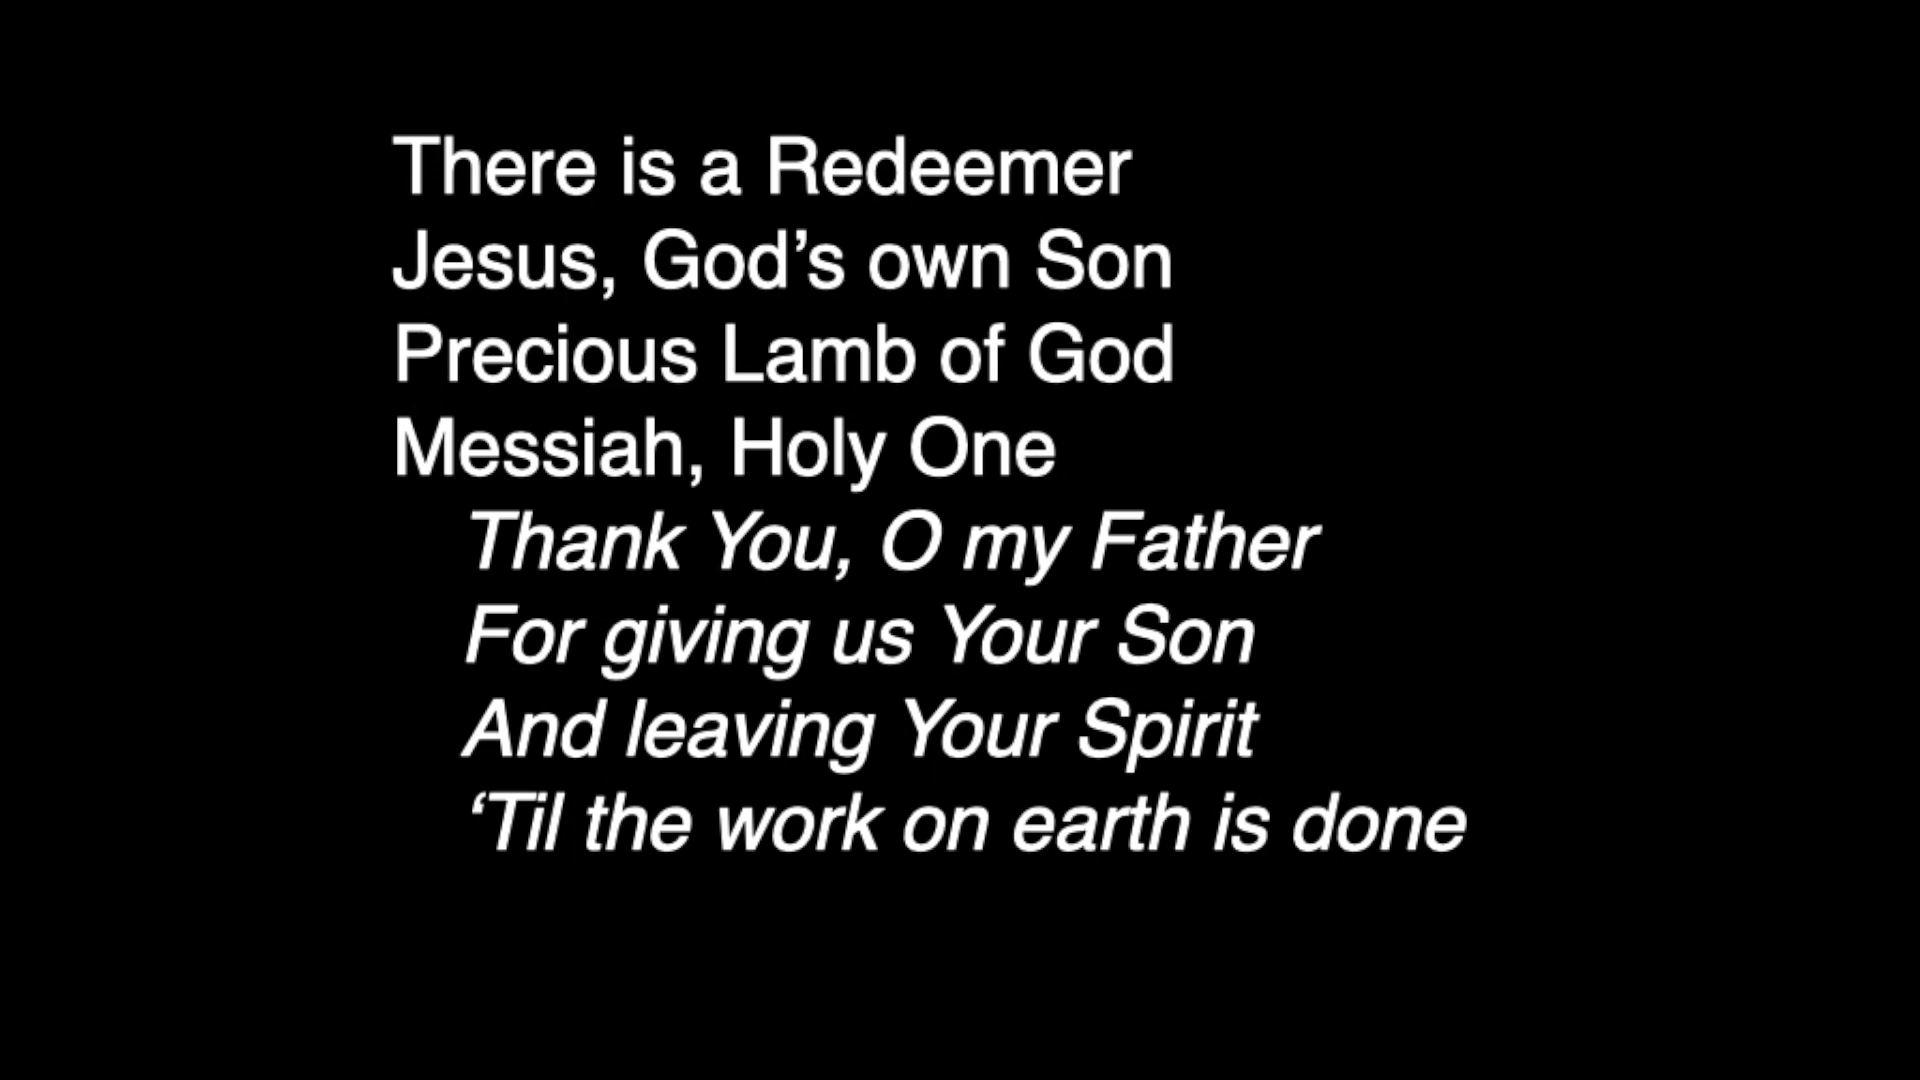 There is a Redeemer
Jesus, God’s own Son
Precious Lamb of God
Messiah, Holy One
Thank You, O my Father
For giving us Your Son
And leaving Your Spirit
‘Til the work on earth is done